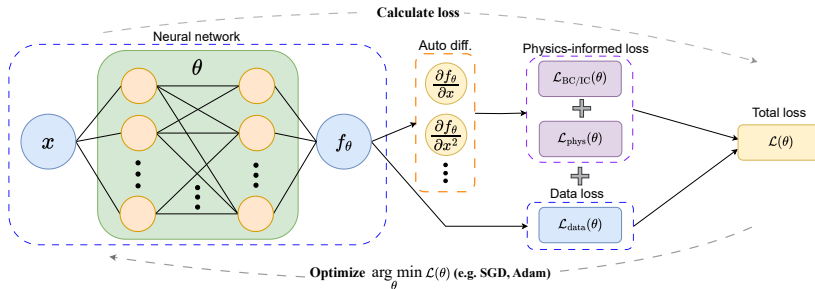 Calculate loss
Neural network
Auto diff.
Physics-informed loss
θ
∂f_θ/∂x
ℒ_BC/IC(θ)
Total loss
x
f_θ
∂f_θ/∂x²
ℒ_phys(θ)
ℒ(θ)
Data loss
ℒ_data(θ)
Optimize arg min_θ ℒ(θ) (e.g. SGD, Adam)